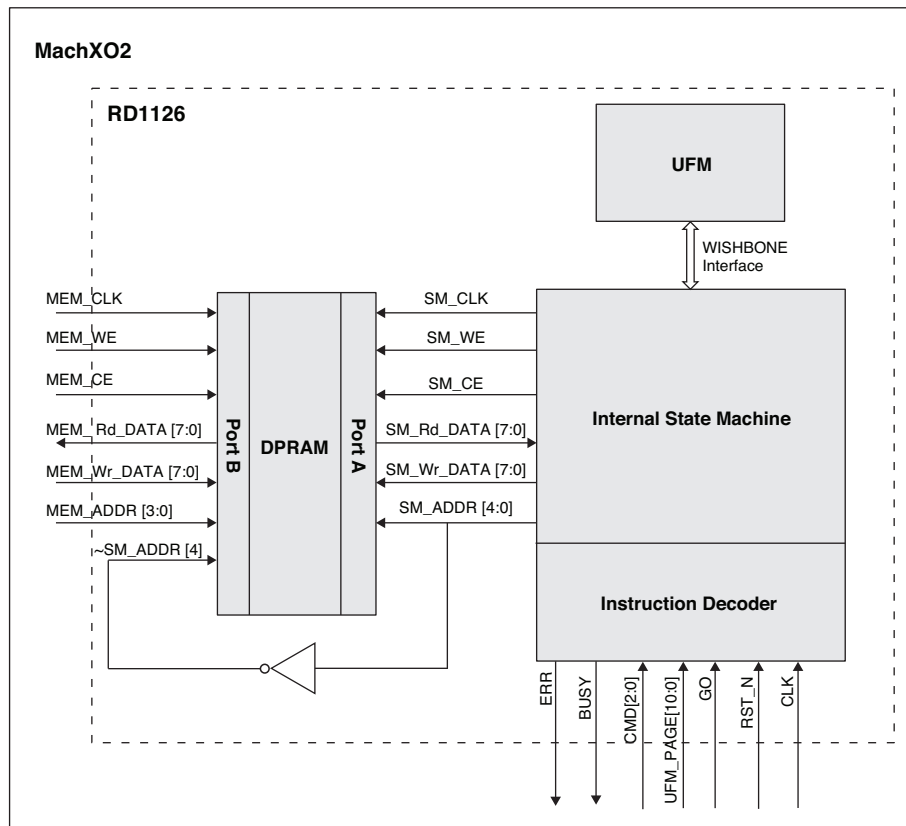 MachXO2
RD1126
UFM
WISHBONE
Interface
MEM_CLK
MEM_WE
MEM_CE
MEM_Rd_DATA [7:0]
MEM_Wr_DATA [7:0]
MEM_ADDR [3:0]
~SM_ADDR [4]
Port B
DPRAM
Port A
SM_CLK
SM_WE
SM_CE
SM_Rd_DATA [7:0]
SM_Wr_DATA [7:0]
SM_ADDR [4:0]
Internal State Machine
Instruction Decoder
ERR
BUSY
CMD[2:0]
UFM_PAGE[10:0]
GO
RST_N
CLK